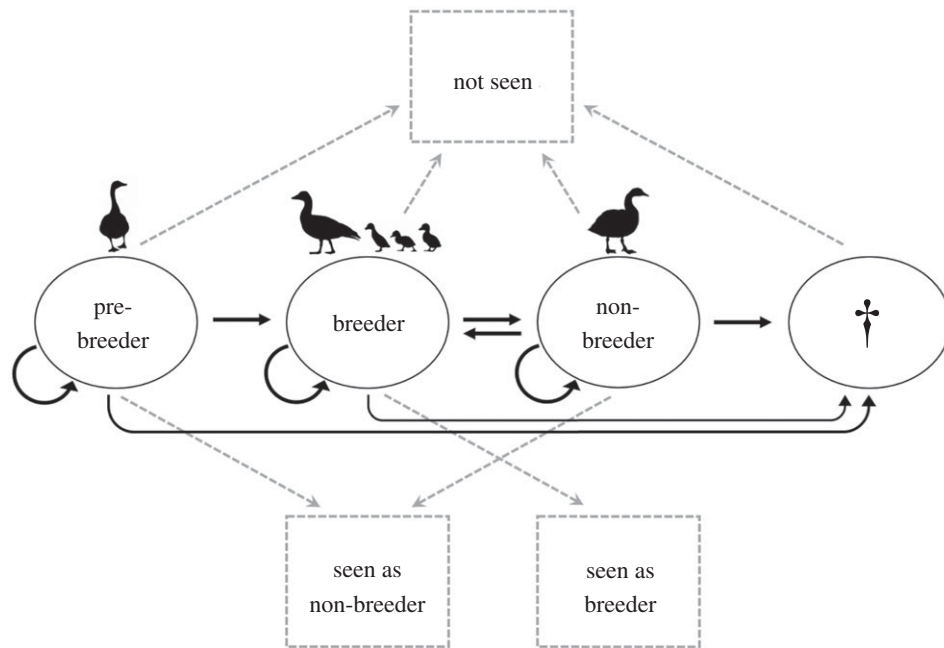 not seen
pre-
breeder
breeder
non-
breeder
†
seen as
non-breeder
seen as
breeder